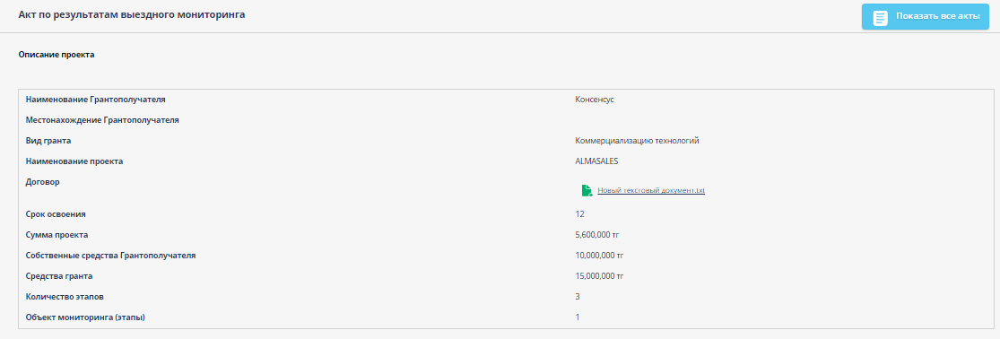 Акт по результатам выездного мониторинга
Показать все акты
Описание проекта
Наименование Грантополучателя Консенсус
Местонахождение Грантополучателя
Вид гранта Коммерциализацию технологий
Наименование проекта ALMASALES
Договор Новый текстовый документ.txt
Срок освоения 12
Сумма проекта 5,600,000 тг
Собственные средства Грантополучателя 10,000,000 тг
Средства гранта 15,000,000 тг
Количество этапов 3
Объект мониторинга (этапы) 1